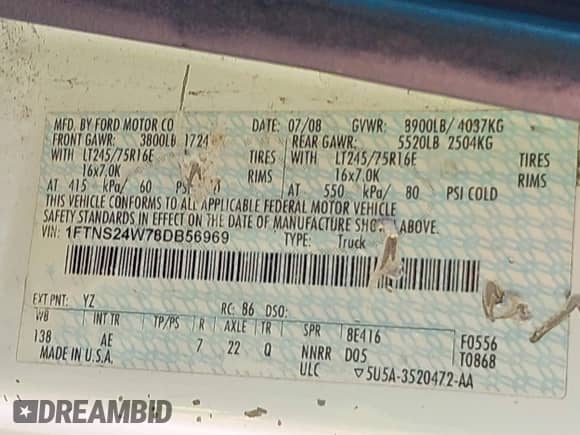 MFD. BY FORD MOTOR CO DATE: 07/08 GVWR: 8900LB/ 4037KG
FRONT GAWR: 3800LB 1724 REAR GAWR: 5520LB 2504KG
WITH LT245/75R16E TIRES WITH LT245/75R16E TIRES
16x7.0K RIMS 16x7.0K RIMS
AT 415 kPa/ 60 AT 550 kPa/ 80 PSI COLD
THIS VEHICLE CONFORMS TO ALL APPLICABLE FEDERAL MOTOR VEHICLE
SAFETY STANDARDS IN EFFECT ON THE DATE OF MANUFACTURE ABOVE.
VIN: 1FTNS24W78DB56969 TYPE: Truck
EXT PNT: YZ RC: 86 DSO:
WB INT TR TP/PS R AXLE TR SPR 8E416 F0556
138 AE 7 22 Q NNRR D05 T0868
MADE IN U.S.A. ULC ▽5U5A-3520472-AA
DREAMBID